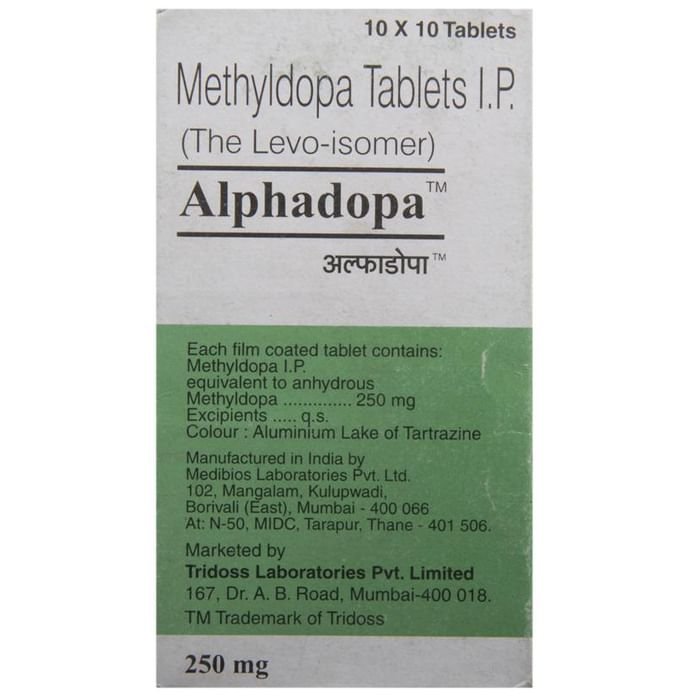 10 X 10 Tablets
Methyldopa Tablets I.P.
(The Levo-isomer)
Alphadopa™
अल्फाडोपा™
Each film coated tablet contains:
Methyldopa I.P.
equivalent to anhydrous
Methyldopa .............. 250 mg
Excipients ..... q.s.
Colour : Aluminium Lake of Tartrazine
Manufactured in India by
Medibios Laboratories Pvt. Ltd.
102, Mangalam, Kulupwadi,
Borivali (East), Mumbai - 400 066
At: N-50, MIDC, Tarapur, Thane - 401 506.
Marketed by
Tridoss Laboratories Pvt. Limited
167, Dr. A. B. Road, Mumbai-400 018.
TM Trademark of Tridoss
250 mg